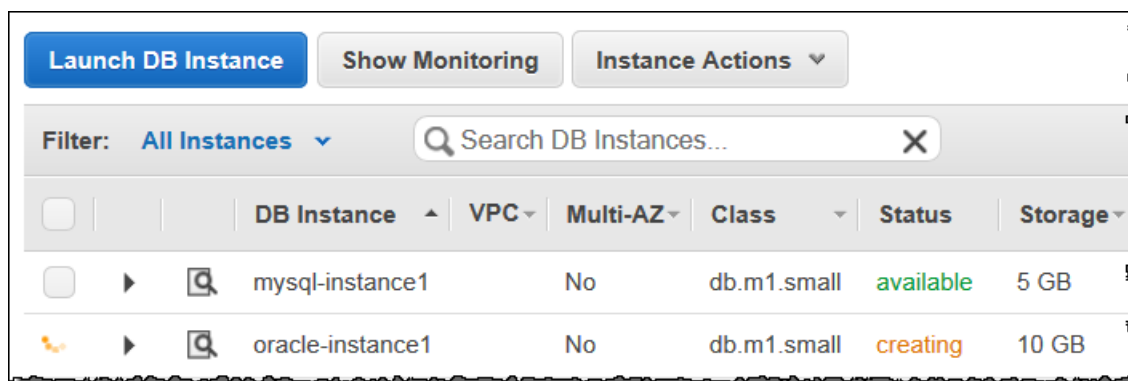 Launch DB Instance Show Monitoring Instance Actions
Filter: All Instances Search DB Instances...
DB Instance VPC Multi-AZ Class Status Storage
mysql-instance1 No db.m1.small available 5 GB
oracle-instance1 No db.m1.small creating 10 GB